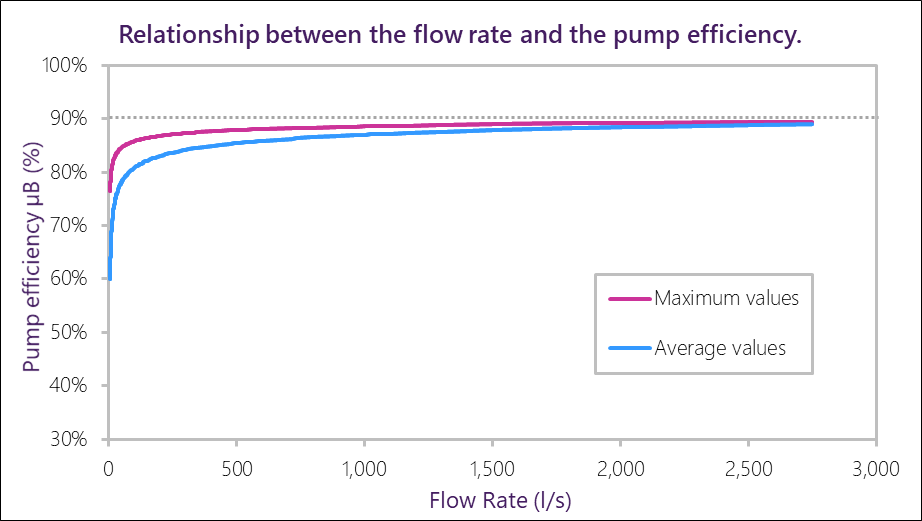 Relationship between the flow rate and the pump efficiency.
100%
90%
80%
70%
60%
50%
40%
30%
Pump efficiency µB (%)
Maximum values
Average values
0 500 1,000 1,500 2,000 2,500 3,000
Flow Rate (l/s)